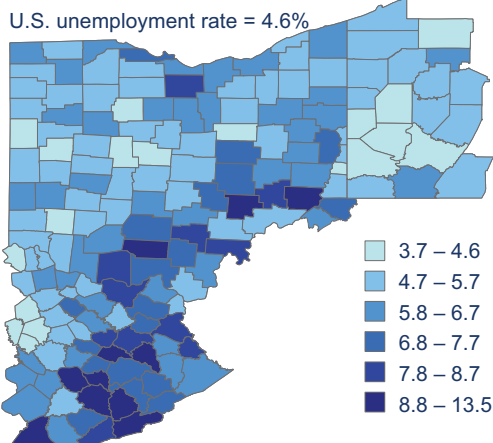 U.S. unemployment rate = 4.6%
3.7 – 4.6
4.7 – 5.7
5.8 – 6.7
6.8 – 7.7
7.8 – 8.7
8.8 – 13.5